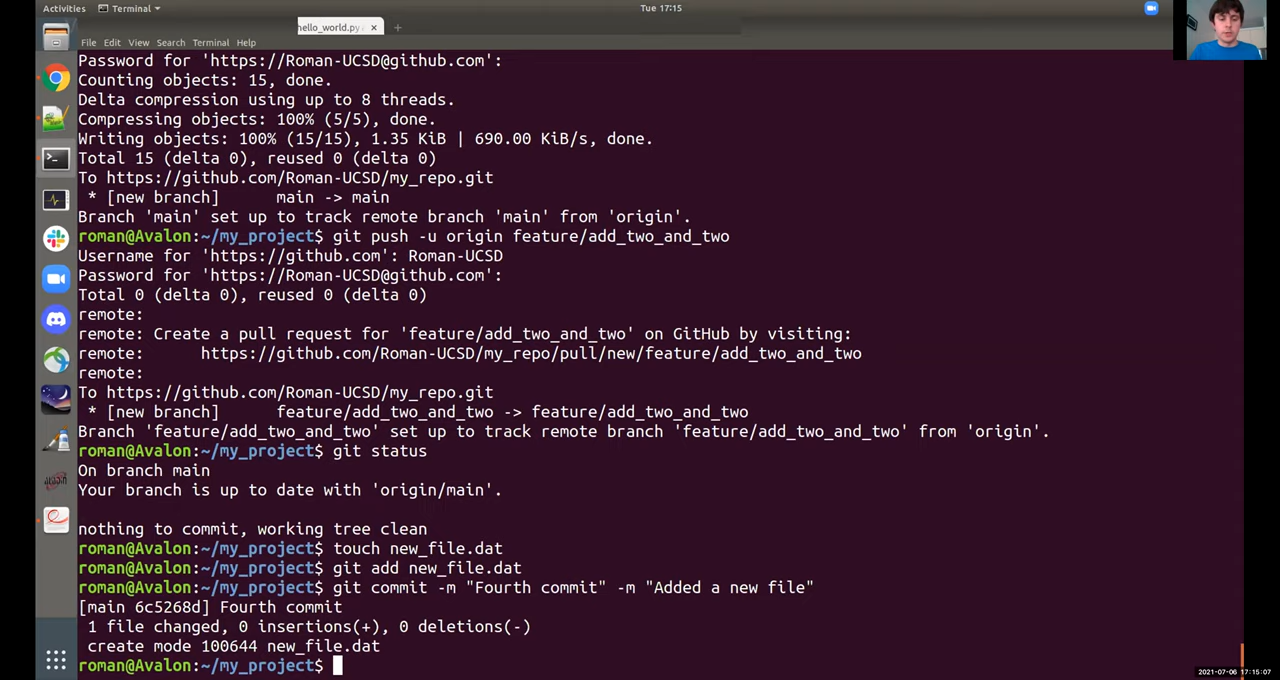 Activities Terminal Tue 17:15
hello_world.py × +
File Edit View Search Terminal Help
Password for 'https://Roman-UCSD@github.com':
Counting objects: 15, done.
Delta compression using up to 8 threads.
Compressing objects: 100% (5/5), done.
Writing objects: 100% (15/15), 1.35 KiB | 690.00 KiB/s, done.
Total 15 (delta 0), reused 0 (delta 0)
To https://github.com/Roman-UCSD/my_repo.git
* [new branch] main -> main
Branch 'main' set up to track remote branch 'main' from 'origin'.
roman@Avalon:~/my_project$ git push -u origin feature/add_two_and_two
Username for 'https://github.com': Roman-UCSD
Password for 'https://Roman-UCSD@github.com':
Total 0 (delta 0), reused 0 (delta 0)
remote:
remote: Create a pull request for 'feature/add_two_and_two' on GitHub by visiting:
remote: https://github.com/Roman-UCSD/my_repo/pull/new/feature/add_two_and_two
remote:
To https://github.com/Roman-UCSD/my_repo.git
* [new branch] feature/add_two_and_two -> feature/add_two_and_two
Branch 'feature/add_two_and_two' set up to track remote branch 'feature/add_two_and_two' from 'origin'.
roman@Avalon:~/my_project$ git status
On branch main
Your branch is up to date with 'origin/main'.
nothing to commit, working tree clean
roman@Avalon:~/my_project$ touch new_file.dat
roman@Avalon:~/my_project$ git add new_file.dat
roman@Avalon:~/my_project$ git commit -m "Fourth commit" -m "Added a new file"
[main 6c5268d] Fourth commit
1 file changed, 0 insertions(+), 0 deletions(-)
create mode 100644 new_file.dat
roman@Avalon:~/my_project$
2021-07-06 17:15:07